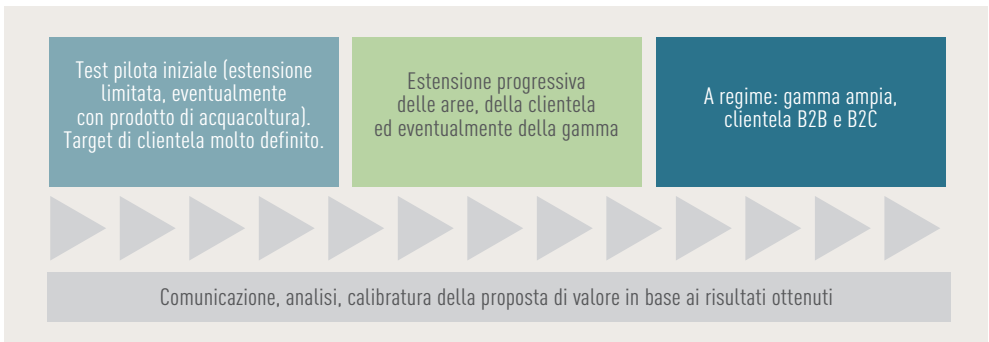 Test pilota iniziale (estensione
limitata, eventualmente
con prodotto di acquacoltura).
Target di clientela molto definito.
Estensione progressiva
delle aree, della clientela
ed eventualmente della gamma
A regime: gamma ampia,
clientela B2B e B2C
Comunicazione, analisi, calibratura della proposta di valore in base ai risultati ottenuti